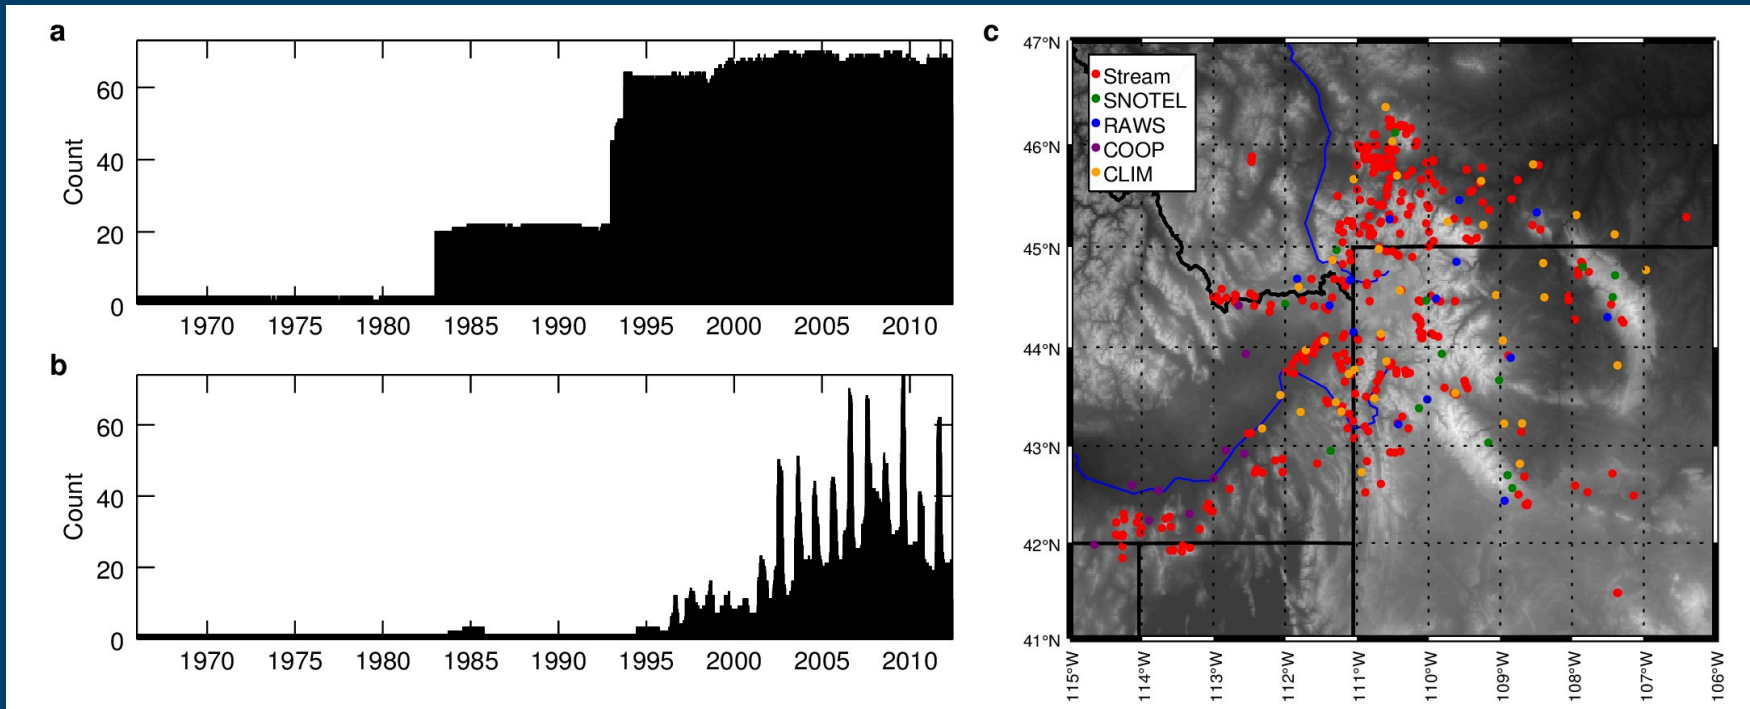 a
60
40
20
0
Count
1970 1975 1980 1985 1990 1995 2000 2005 2010
b
60
40
20
0
Count
1970 1975 1980 1985 1990 1995 2000 2005 2010
c
Stream
SNOTEL
RAWS
COOP
CLIM
47°N
46°N
45°N
44°N
43°N
42°N
41°N
115°W 114°W 113°W 112°W 111°W 110°W 109°W 108°W 107°W 106°W